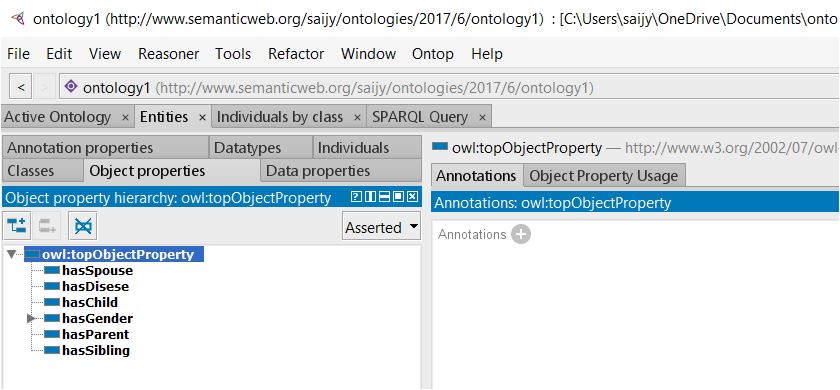 ontology1 (http://www.semanticweb.org/saijy/ontologies/2017/6/ontology1) : [C:\Users\saijy\OneDrive\Documents\onto
File Edit View Reasoner Tools Refactor Window Ontop Help
< > ontology1 (http://www.semanticweb.org/saijy/ontologies/2017/6/ontology1)
Active Ontology × Entities × Individuals by class × SPARQL Query ×
Annotation properties Datatypes Individuals
Classes Object properties Data properties
Object property hierarchy: owl:topObjectProperty
Asserted
owl:topObjectProperty
hasSpouse
hasDisese
hasChild
hasGender
hasParent
hasSibling
owl:topObjectProperty — http://www.w3.org/2002/07/owl
Annotations Object Property Usage
Annotations: owl:topObjectProperty
Annotations +